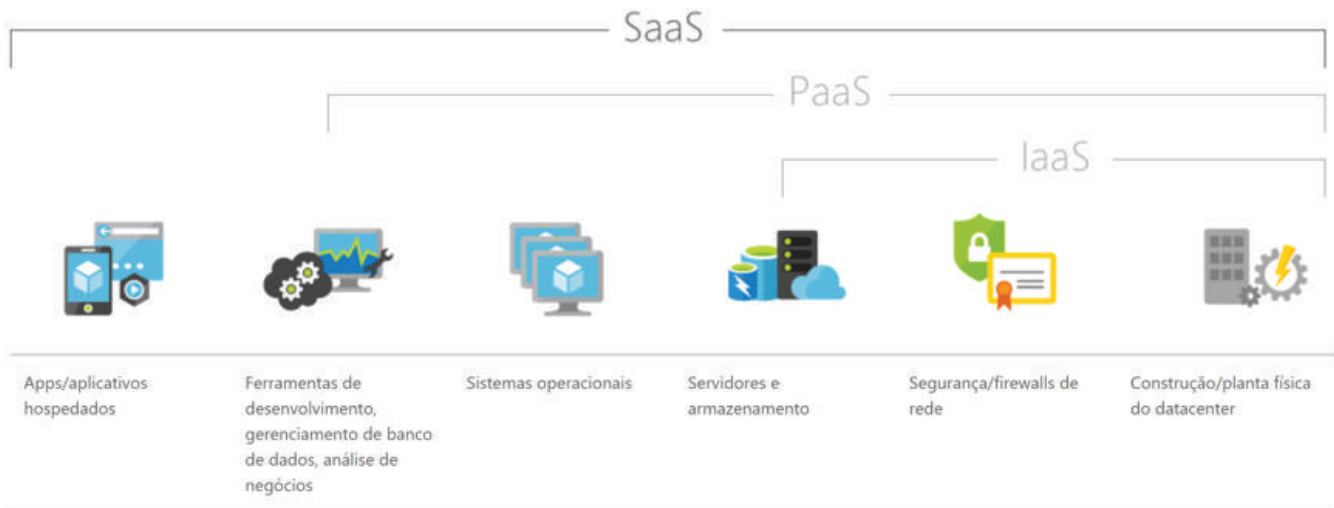 SaaS
PaaS
IaaS
Apps/aplicativos
hospedados
Ferramentas de
desenvolvimento,
gerenciamento de banco
de dados, análise de
negócios
Sistemas operacionais
Servidores e
armazenamento
Segurança/firewalls de
rede
Construção/planta física
do datacenter